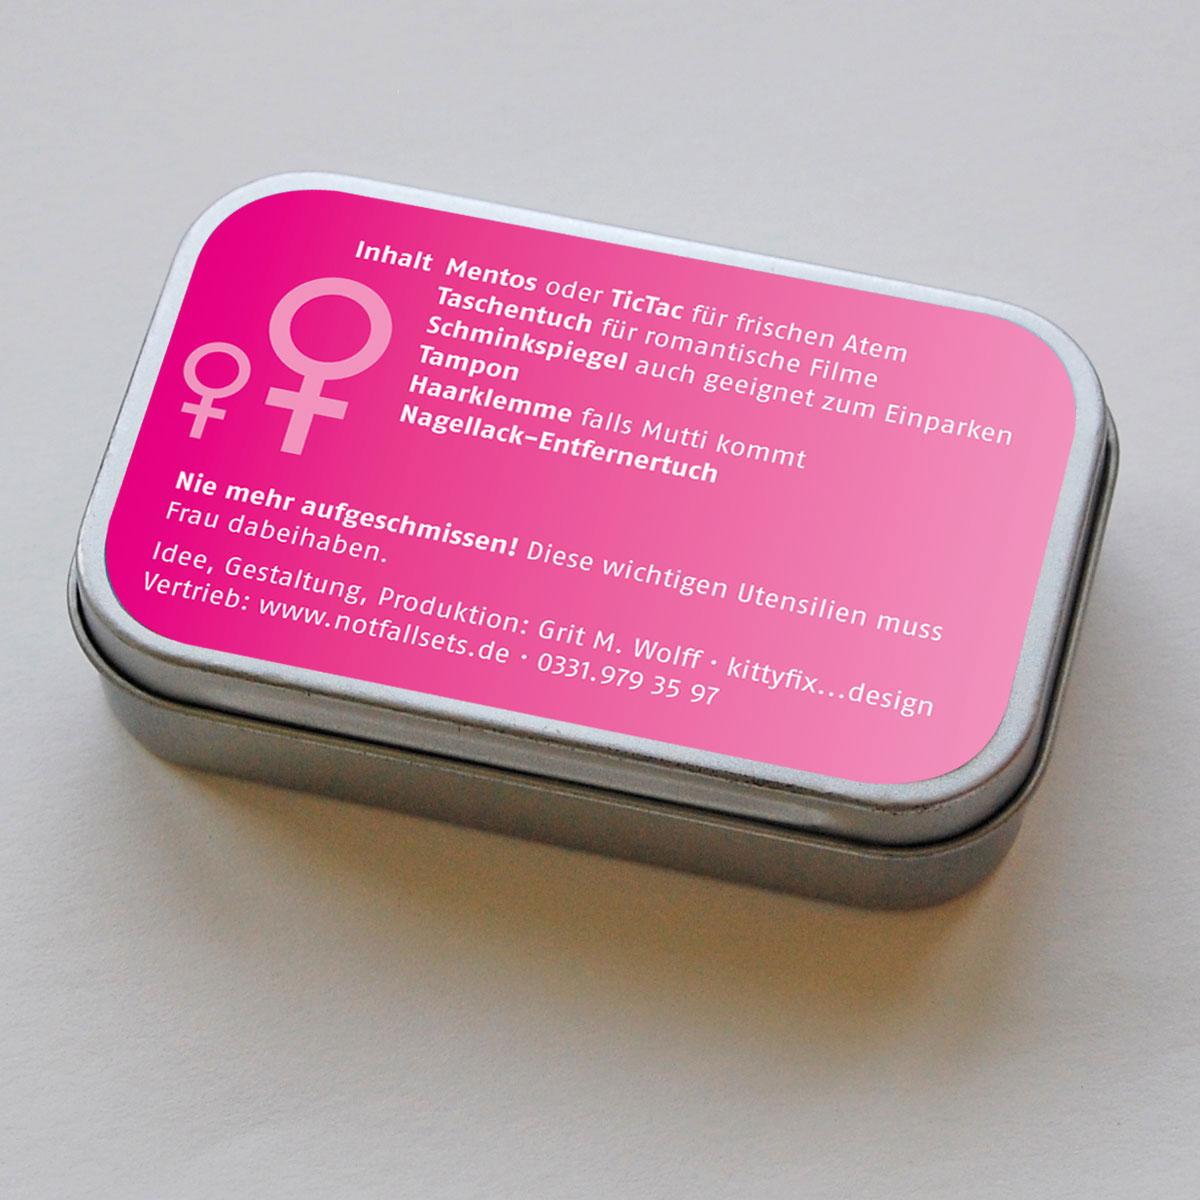 Inhalt Mentos oder TicTac für frischen Atem
Taschentuch für romantische Filme
Schminkspiegel auch geeignet zum Einparken
Tampon
Haarklemme falls Mutti kommt
Nagellack-Entfernertuch
Nie mehr aufgeschmissen! Diese wichtigen Utensilien muss
Frau dabeihaben.
Idee, Gestaltung, Produktion: Grit M. Wolff · kittyfix...design
Vertrieb: www.notfallsets.de · 0331.979 35 97